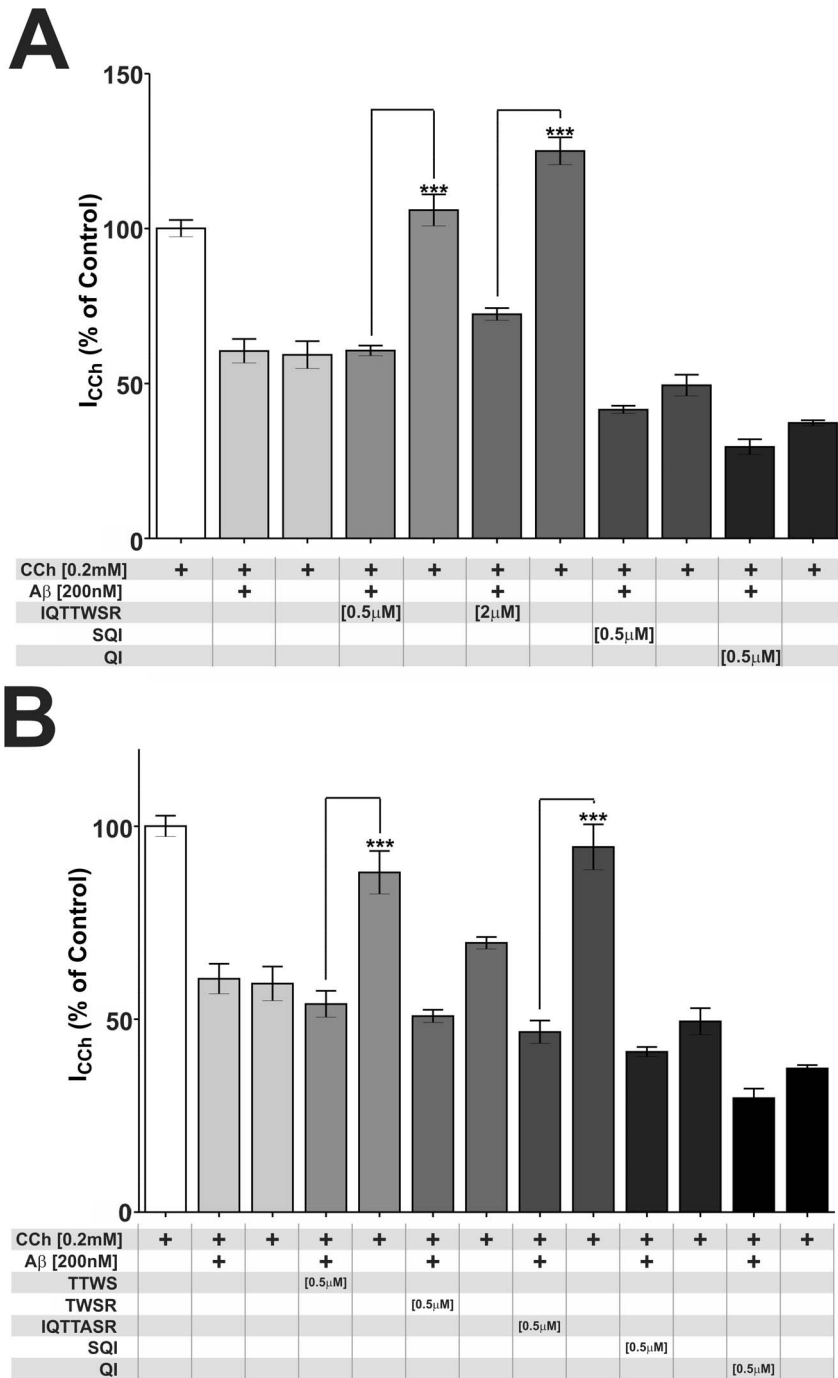 A
150
*** ***
100
50
0
I_CCh (% of Control)
CCh [0.2mM] + + + + + + + + + + +
Aβ [200nM] + + + + +
IQTTWSR [0.5μM] [2μM]
SQI [0.5μM]
QI [0.5μM]
B
100
*** ***
50
0
I_CCh (% of Control)
CCh [0.2mM] + + + + + + + + + + + + +
Aβ [200nM] + + + + + +
TTWS [0.5μM]
TWSR [0.5μM]
IQTTASR [0.5μM]
SQI [0.5μM]
QI [0.5μM]